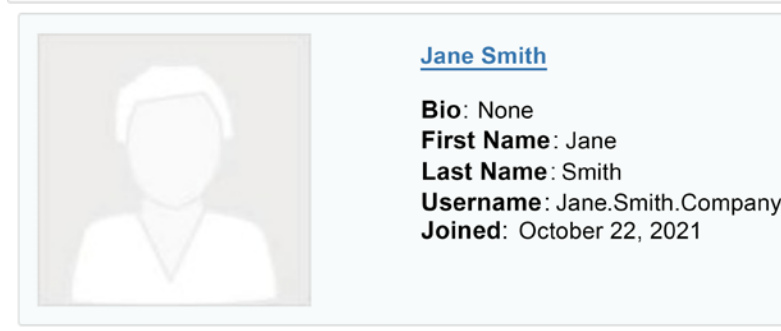 Jane Smith
Bio: None
First Name: Jane
Last Name: Smith
Username: Jane.Smith.Company
Joined: October 22, 2021